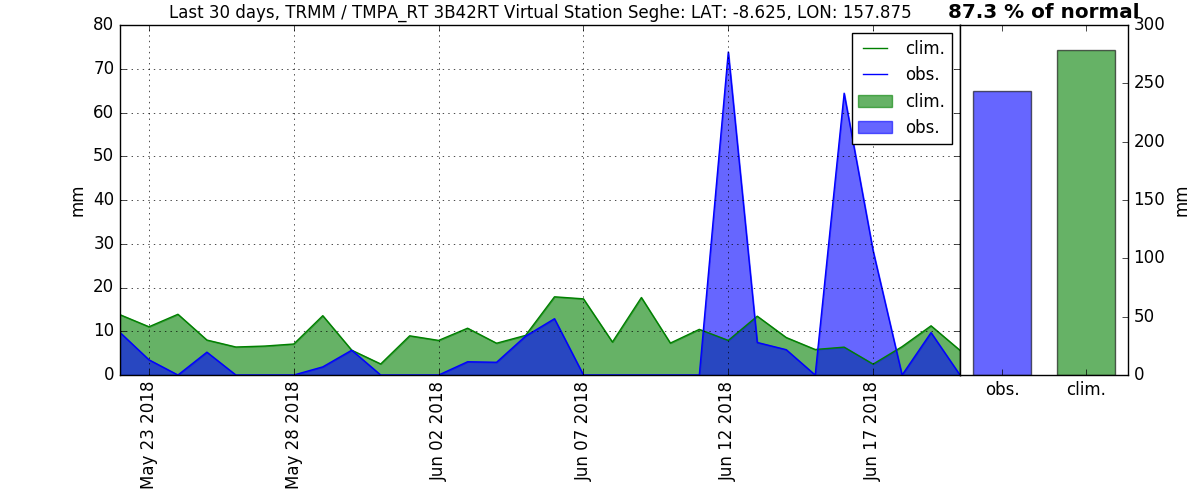 Last 30 days, TRMM / TMPA_RT 3B42RT Virtual Station Seghe: LAT: -8.625, LON: 157.875
87.3 % of normal
mm
80
70
60
50
40
30
20
10
0
clim.
obs.
clim.
obs.
May 23 2018
May 28 2018
Jun 02 2018
Jun 07 2018
Jun 12 2018
Jun 17 2018
300
250
200
150
100
50
0
mm
obs.
clim.